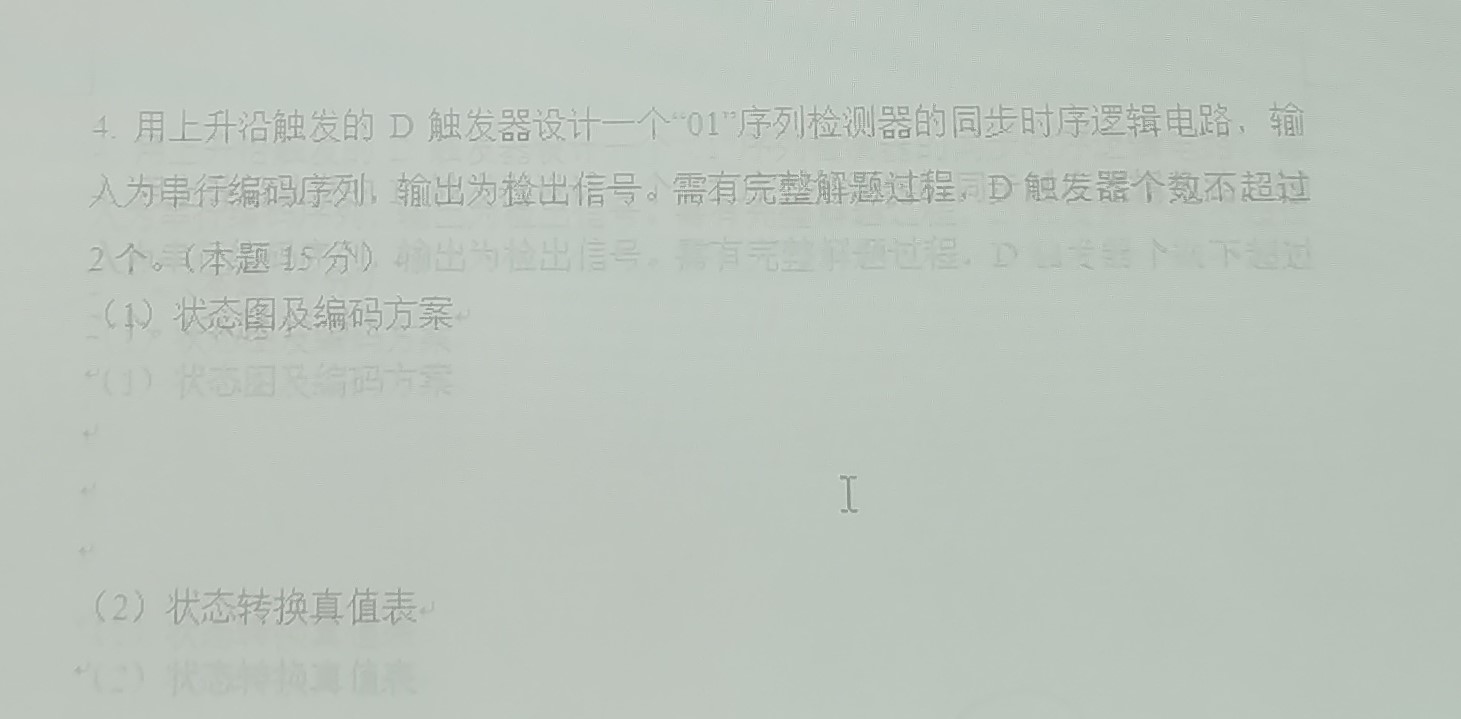 4. 用上升沿触发的 D 触发器设计一个“01”序列检测器的同步时序逻辑电路，输
入为串行编码序列，输出为检出信号。需有完整解题过程，D 触发器个数不超过
2 个。（本题 15 分）
（1）状态图及编码方案
（2）状态转换真值表